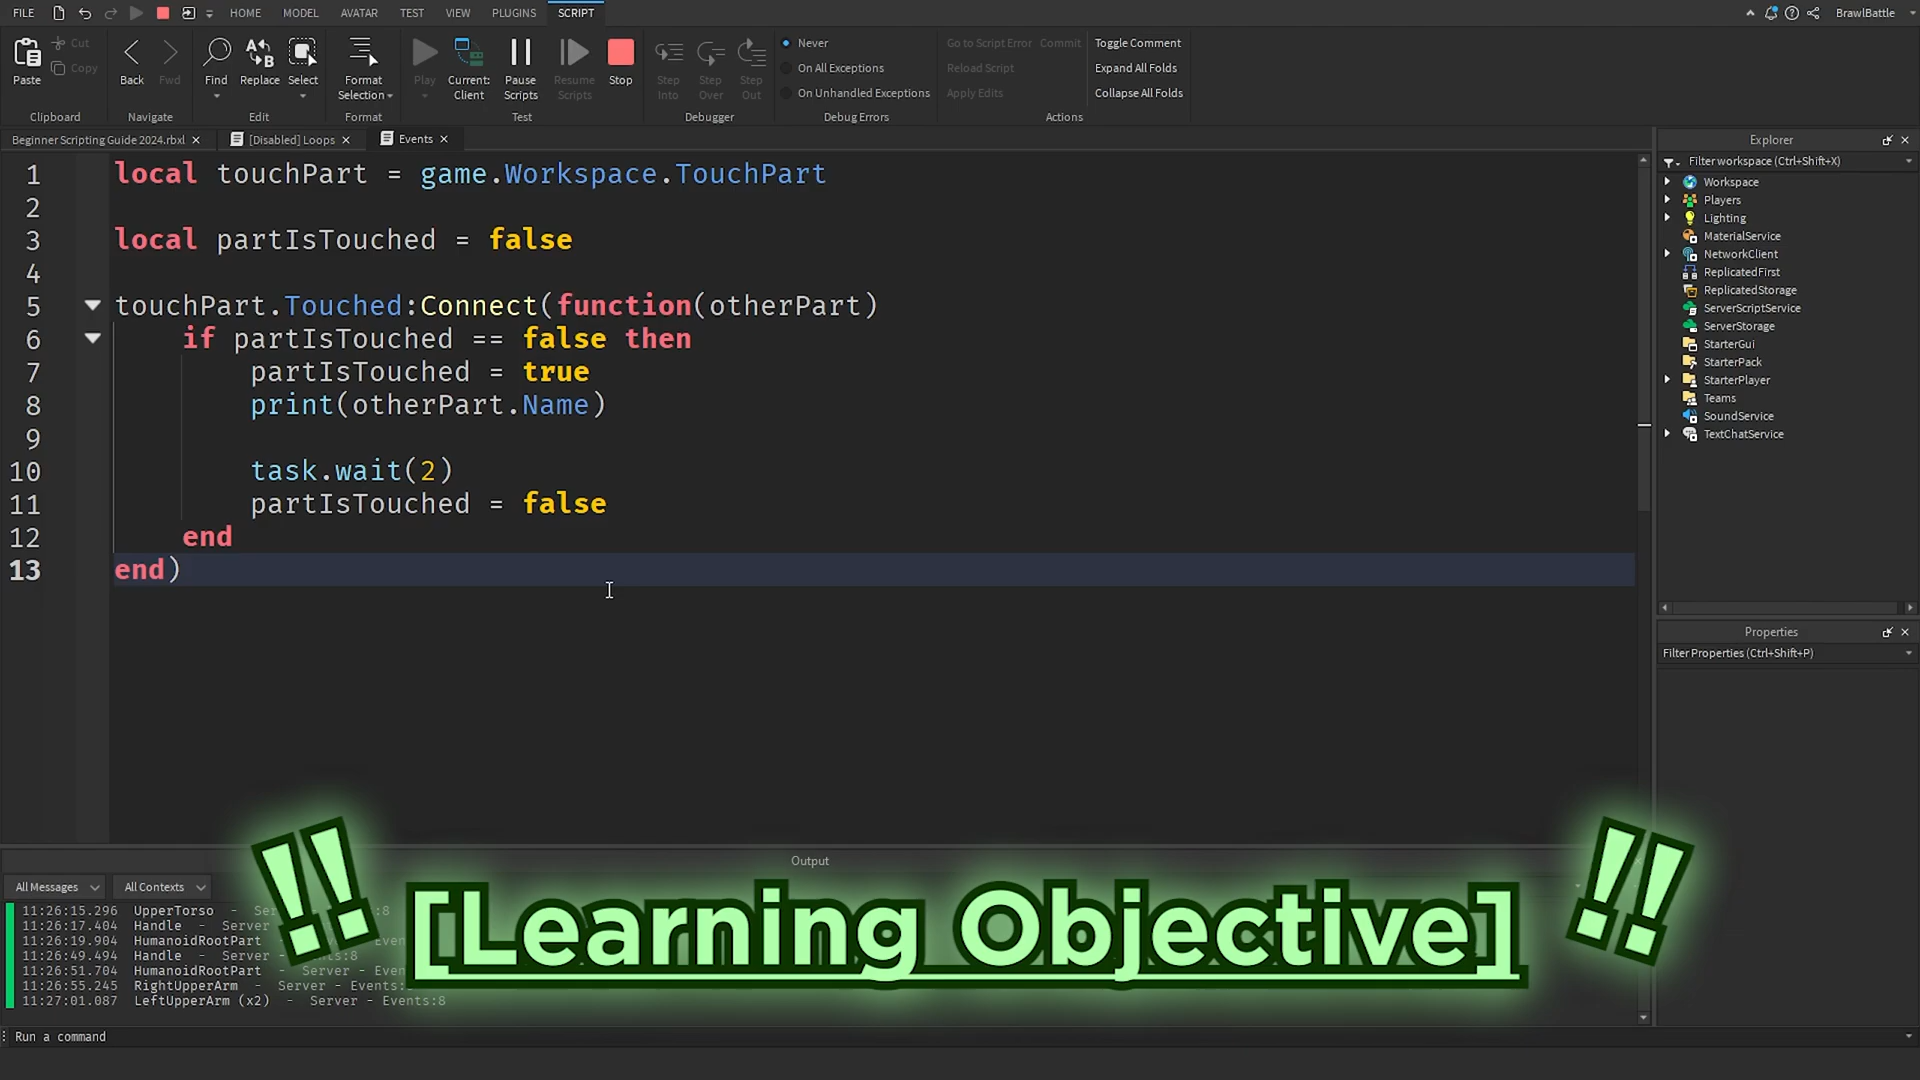 FILE HOME MODEL AVATAR TEST VIEW PLUGINS SCRIPT BrawlBattle
Paste Cut Copy Back Fwd Find Replace Select Format Selection Play Current: Client Pause Scripts Resume Scripts Stop Step Into Step Over Step Out
Never Go to Script Error Commit Toggle Comment
On All Exceptions Reload Script Expand All Folds
On Unhandled Exceptions Apply Edits Collapse All Folds
Clipboard Navigate Edit Format Test Debugger Debug Errors Actions
Beginner Scripting Guide 2024.rbxl [Disabled] Loops Events
1 local touchPart = game.Workspace.TouchPart
2
3 local partIsTouched = false
4
5 touchPart.Touched:Connect(function(otherPart)
6 if partIsTouched == false then
7 partIsTouched = true
8 print(otherPart.Name)
9
10 task.wait(2)
11 partIsTouched = false
12 end
13 end)
Explorer
Filter workspace (Ctrl+Shift+X)
Workspace
Players
Lighting
MaterialService
NetworkClient
ReplicatedFirst
ReplicatedStorage
ServerScriptService
ServerStorage
StarterGui
StarterPack
StarterPlayer
Teams
SoundService
TextChatService
Properties
Filter Properties (Ctrl+Shift+P)
Output
All Messages All Contexts
11:26:15.296 UpperTorso - Ser :8
11:26:17.404 Handle - Server
11:26:19.904 HumanoidRootPart
11:26:49.494 Handle - Server :8
11:26:51.704 HumanoidRootPart - Server - Even
11:26:55.245 RightUpperArm - Server - Events:
11:27:01.087 LeftUpperArm (x2) - Server - Events:8
!! [Learning Objective] !!
Run a command